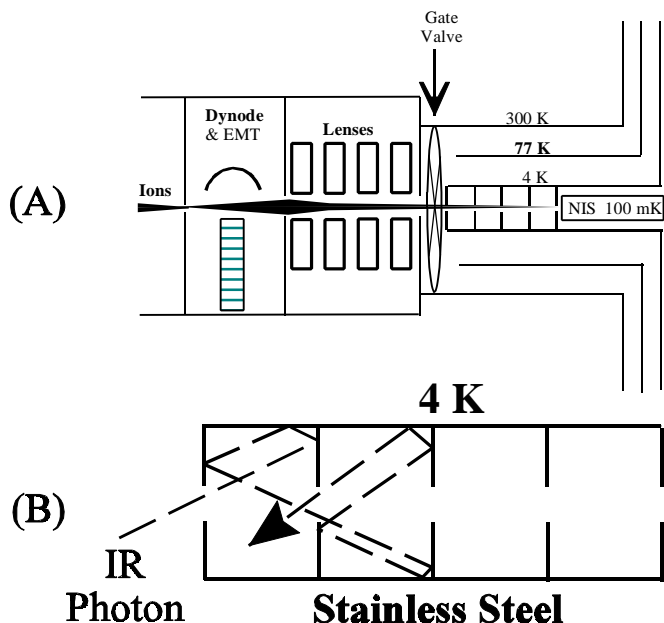 Gate
Valve
300 K
77 K
4 K
Dynode
& EMT
Lenses
Ions
(A)
NIS 100 mK
4 K
(B)
IR
Photon
Stainless Steel